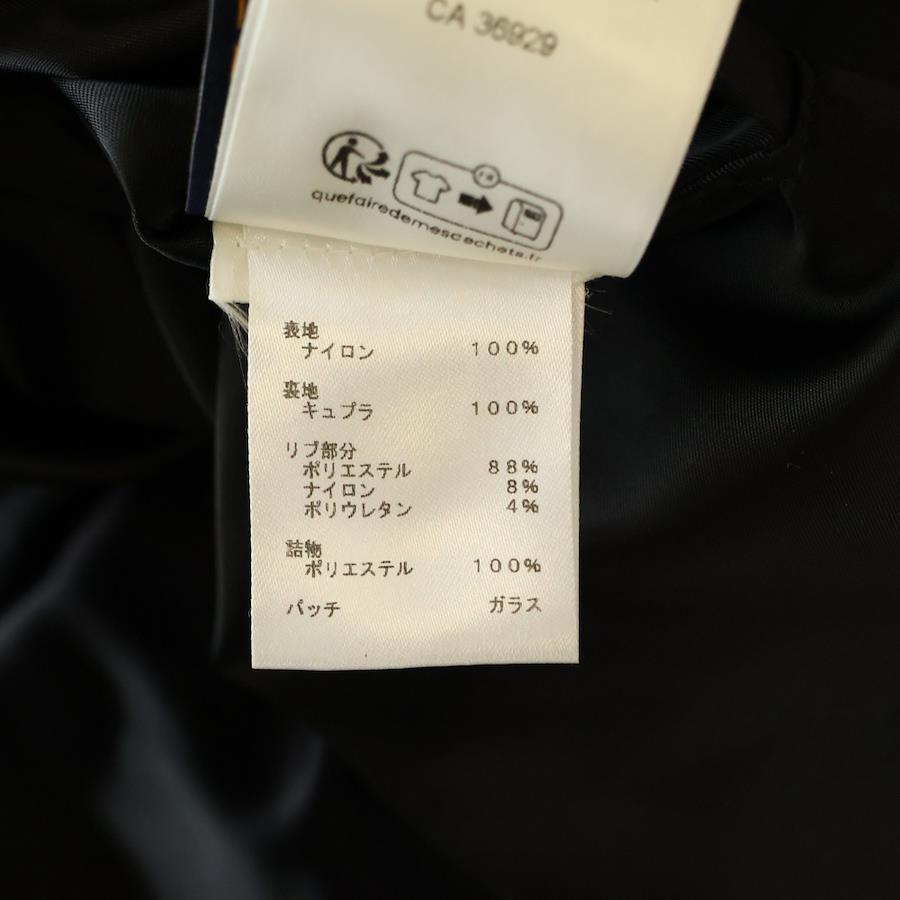 CA 36929
FR
quefairedemesdechets.fr
表地
ナイロン 100%
裏地
キュプラ 100%
リブ部分
ポリエステル 88%
ナイロン 8%
ポリウレタン 4%
詰物
ポリエステル 100%
パッチ ガラス